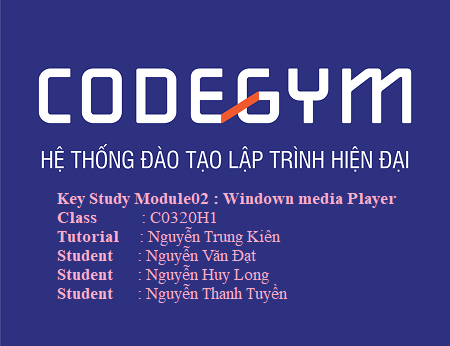 CODEGYM
HỆ THỐNG ĐÀO TẠO LẬP TRÌNH HIỆN ĐẠI
Key Study Module02 : Windown media Player
Class : C0320H1
Tutorial : Nguyễn Trung Kiên
Student : Nguyễn Văn Đạt
Student : Nguyễn Huy Long
Student : Nguyễn Thanh Tuyền